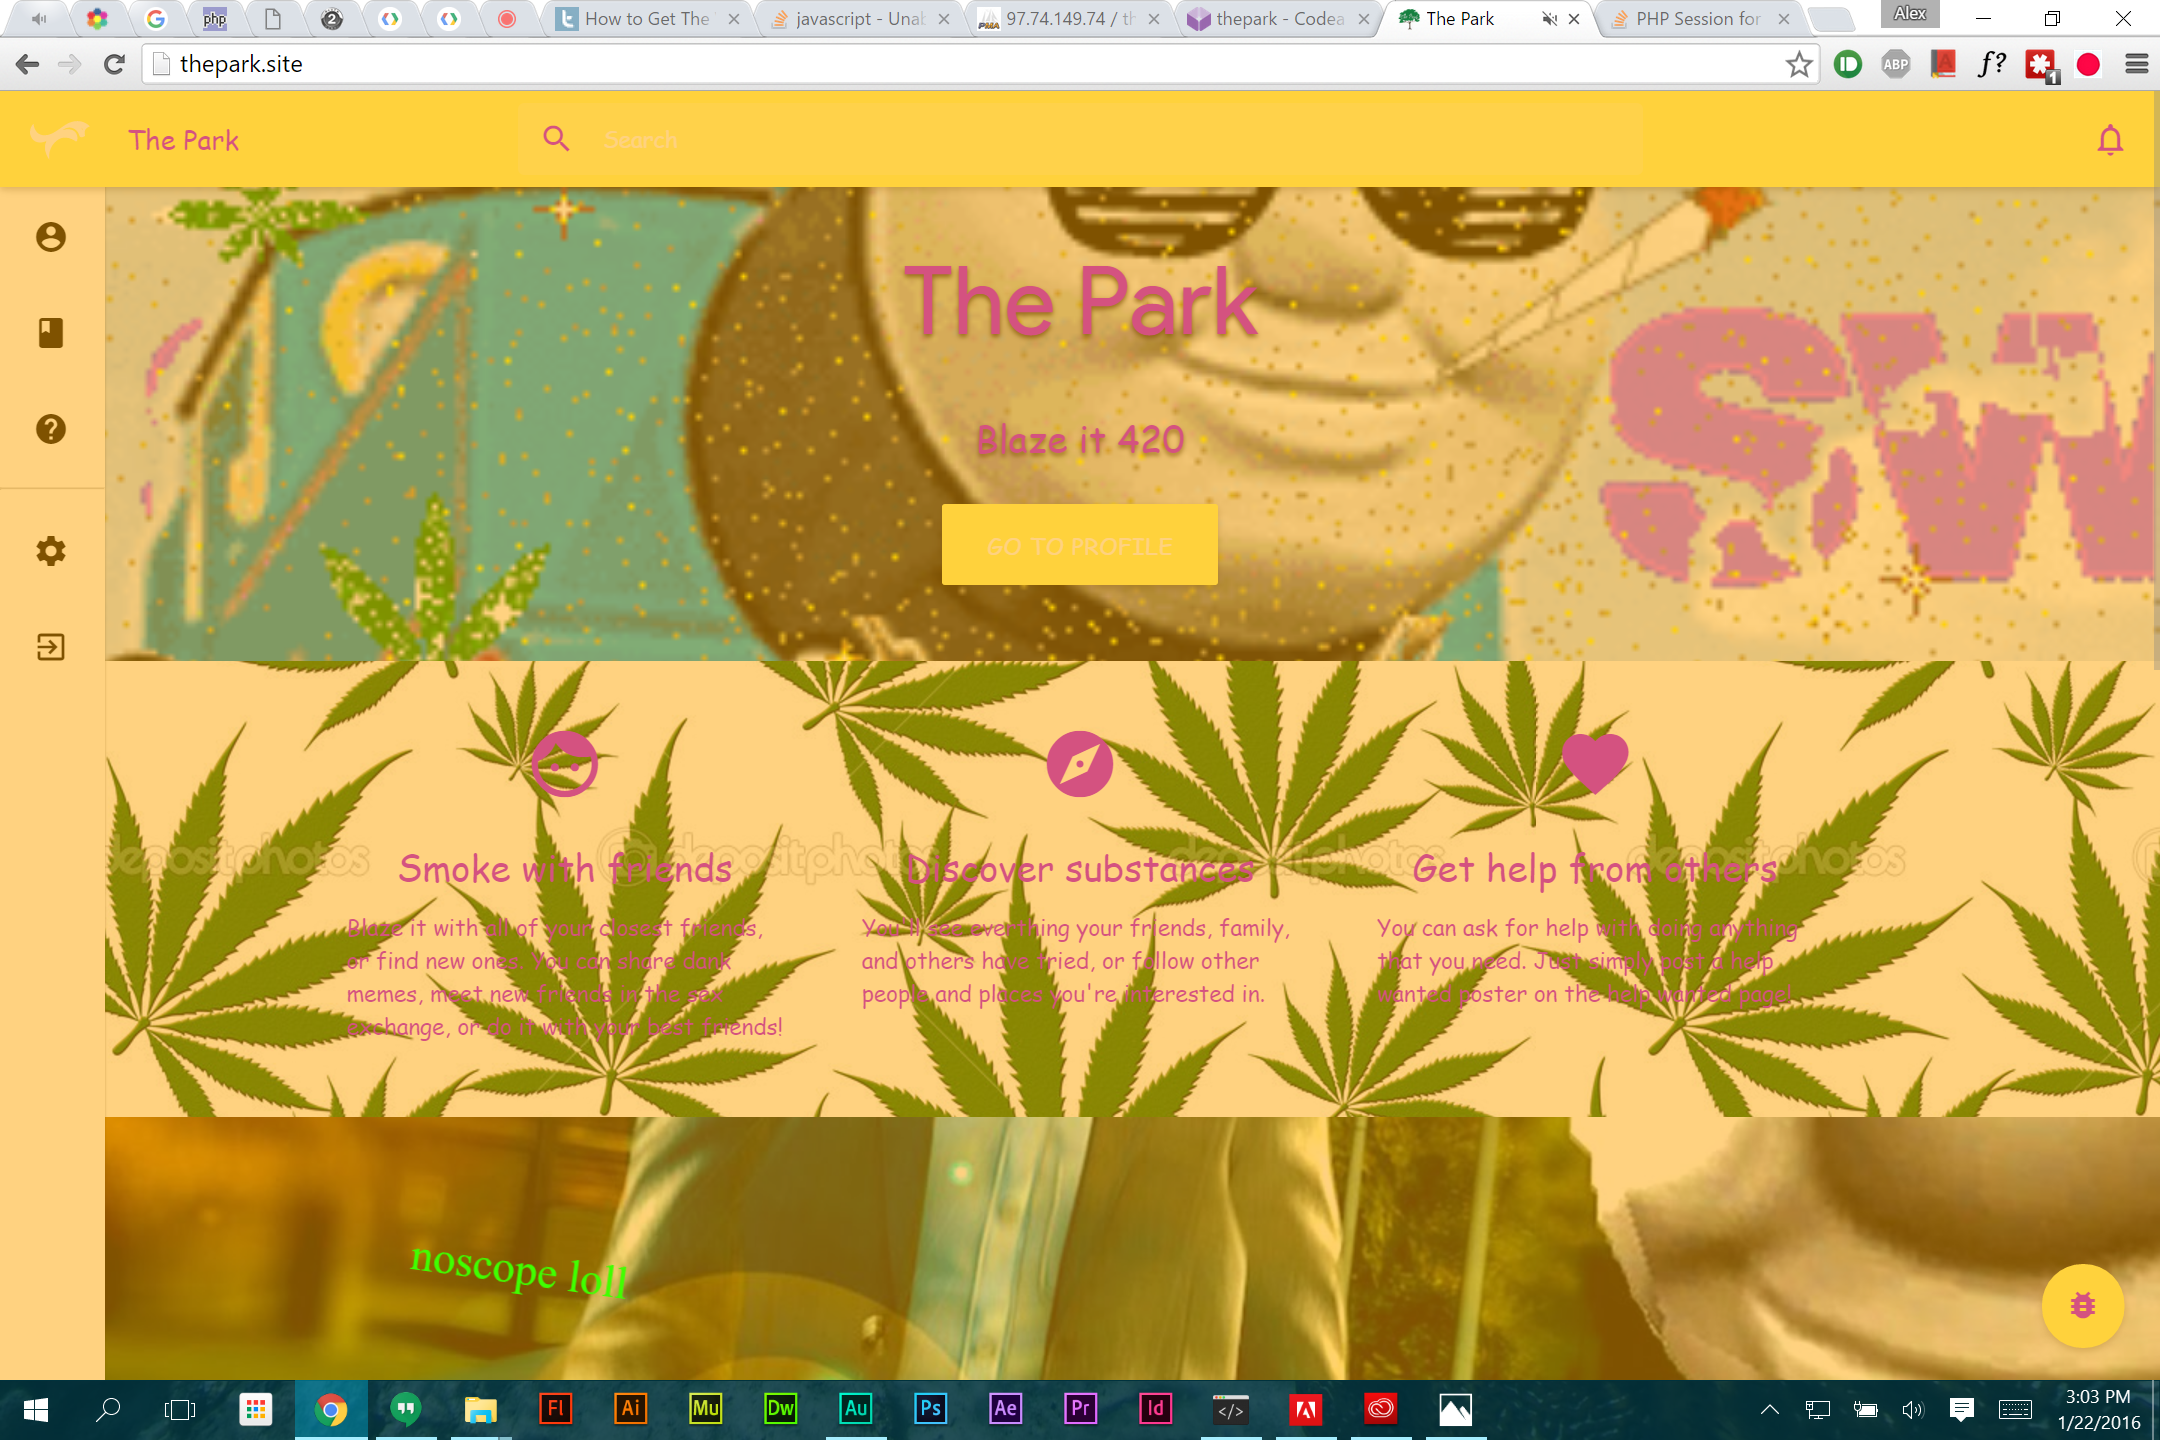 How to Get The
javascript - Unab
97.74.149.74 / th
thepark - Codea
The Park
PHP Session for
Alex
thepark.site
ABP
f?
1
The Park
Search
The Park
Blaze it 420
GO TO PROFILE
SW
depositphotos
depositphotos
depositphotos
depositphotos
Smoke with friends
Discover substances
Get help from others
Blaze it with all of your closest friends,
or find new ones. You can share dank
memes, meet new friends in the sex
exchange, or do it with your best friends!
You'll see everthing your friends, family,
and others have tried, or follow other
people and places you're interested in.
You can ask for help with doing anything
that you need. Just simply post a help
wanted poster on the help wanted page!
noscope loll
Fl
Ai
Mu
Dw
Au
Ps
Ae
Pr
Id
3:03 PM
1/22/2016